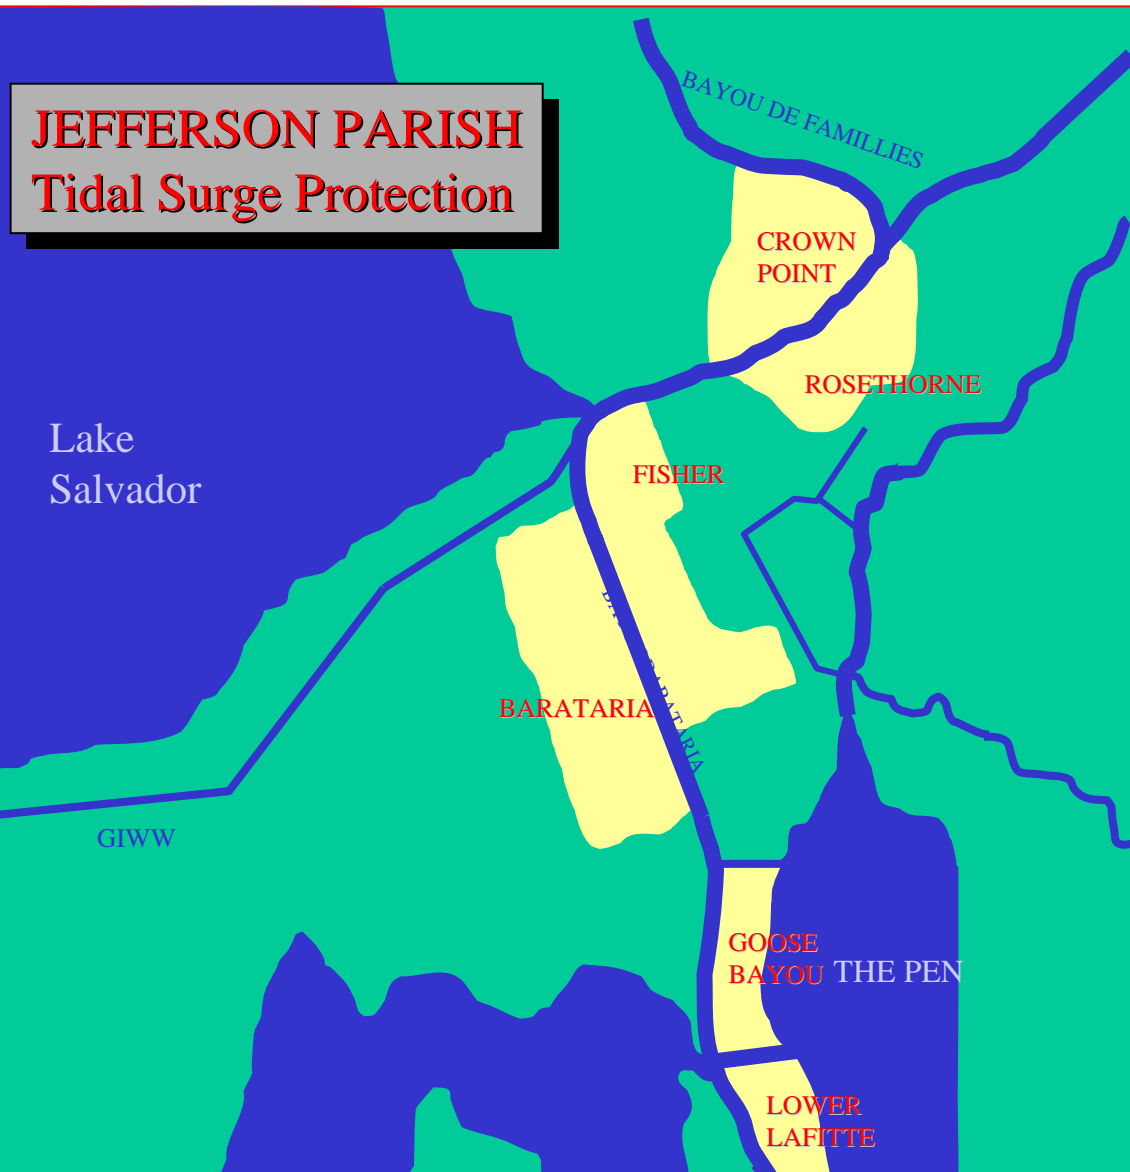 JEFFERSON PARISH
Tidal Surge Protection
BAYOU DE FAMILLIES
CROWN
POINT
ROSETHORNE
Lake
Salvador
FISHER
BARATARIA
BARATARIA
GIWW
GOOSE
BAYOU
THE PEN
LOWER
LAFITTE